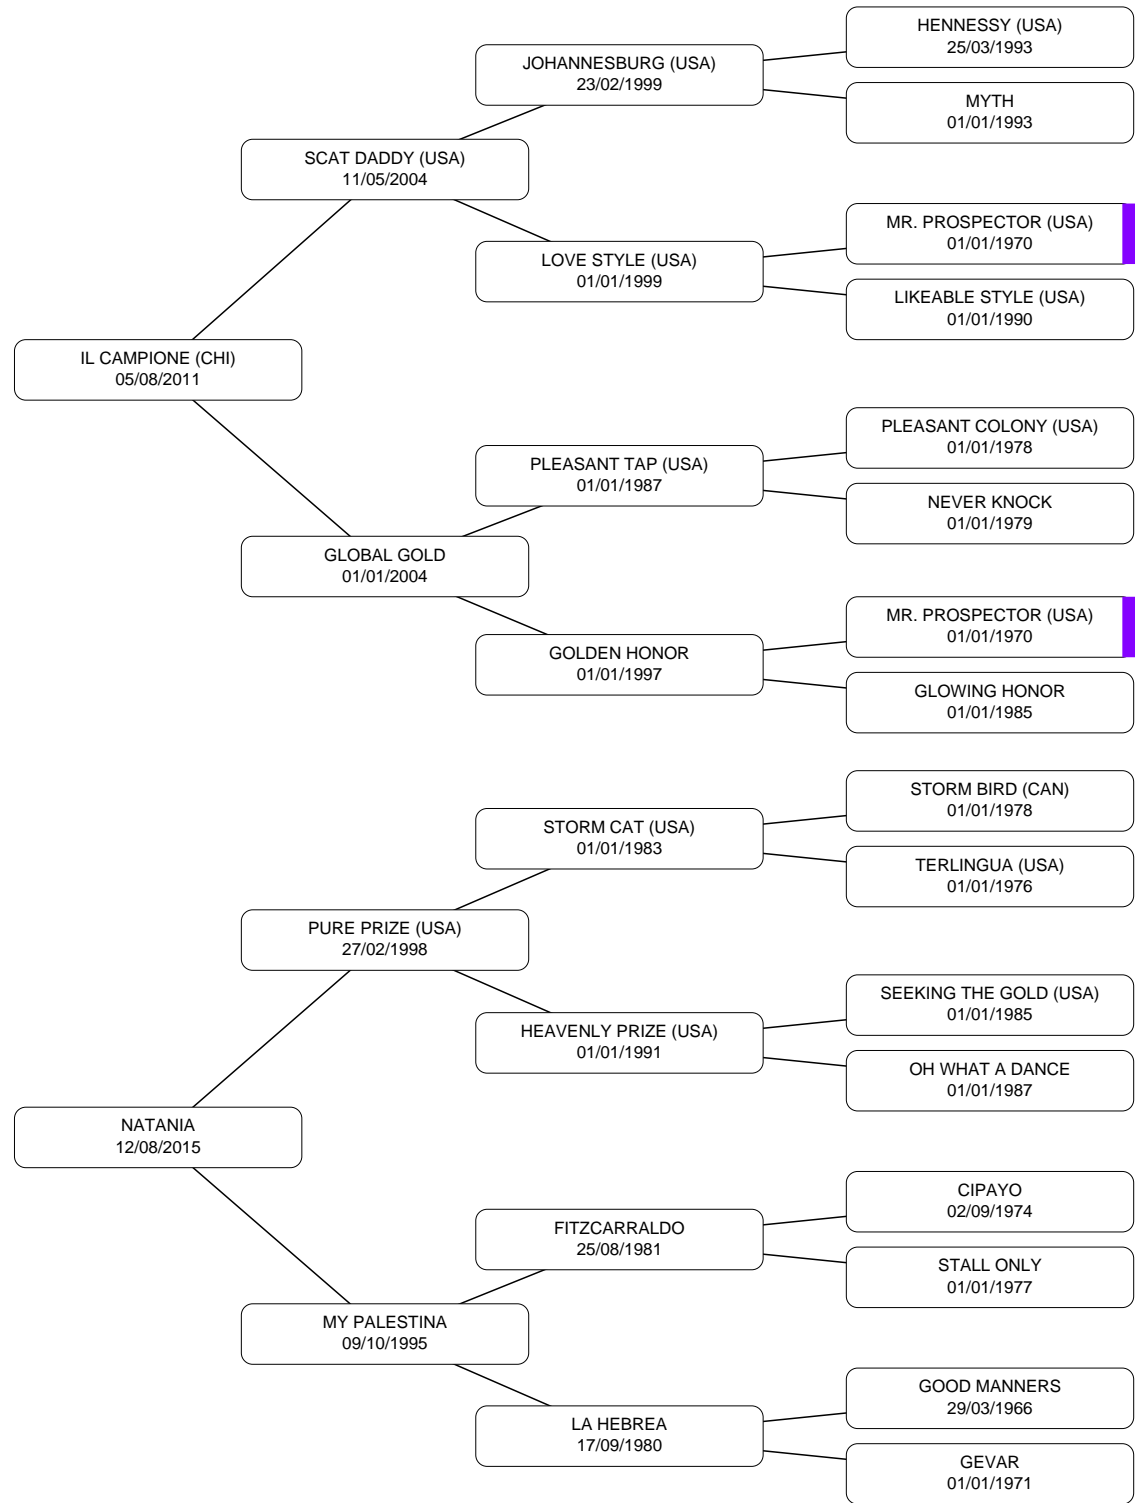 HENNESSY (USA)
25/03/1993
JOHANNESBURG (USA)
23/02/1999
MYTH
01/01/1993
SCAT DADDY (USA)
11/05/2004
MR. PROSPECTOR (USA)
01/01/1970
LOVE STYLE (USA)
01/01/1999
LIKEABLE STYLE (USA)
01/01/1990
IL CAMPIONE (CHI)
05/08/2011
PLEASANT COLONY (USA)
01/01/1978
PLEASANT TAP (USA)
01/01/1987
NEVER KNOCK
01/01/1979
GLOBAL GOLD
01/01/2004
MR. PROSPECTOR (USA)
01/01/1970
GOLDEN HONOR
01/01/1997
GLOWING HONOR
01/01/1985
STORM BIRD (CAN)
01/01/1978
STORM CAT (USA)
01/01/1983
TERLINGUA (USA)
01/01/1976
PURE PRIZE (USA)
27/02/1998
SEEKING THE GOLD (USA)
01/01/1985
HEAVENLY PRIZE (USA)
01/01/1991
OH WHAT A DANCE
01/01/1987
NATANIA
12/08/2015
CIPAYO
02/09/1974
FITZCARRALDO
25/08/1981
STALL ONLY
01/01/1977
MY PALESTINA
09/10/1995
GOOD MANNERS
29/03/1966
LA HEBREA
17/09/1980
GEVAR
01/01/1971